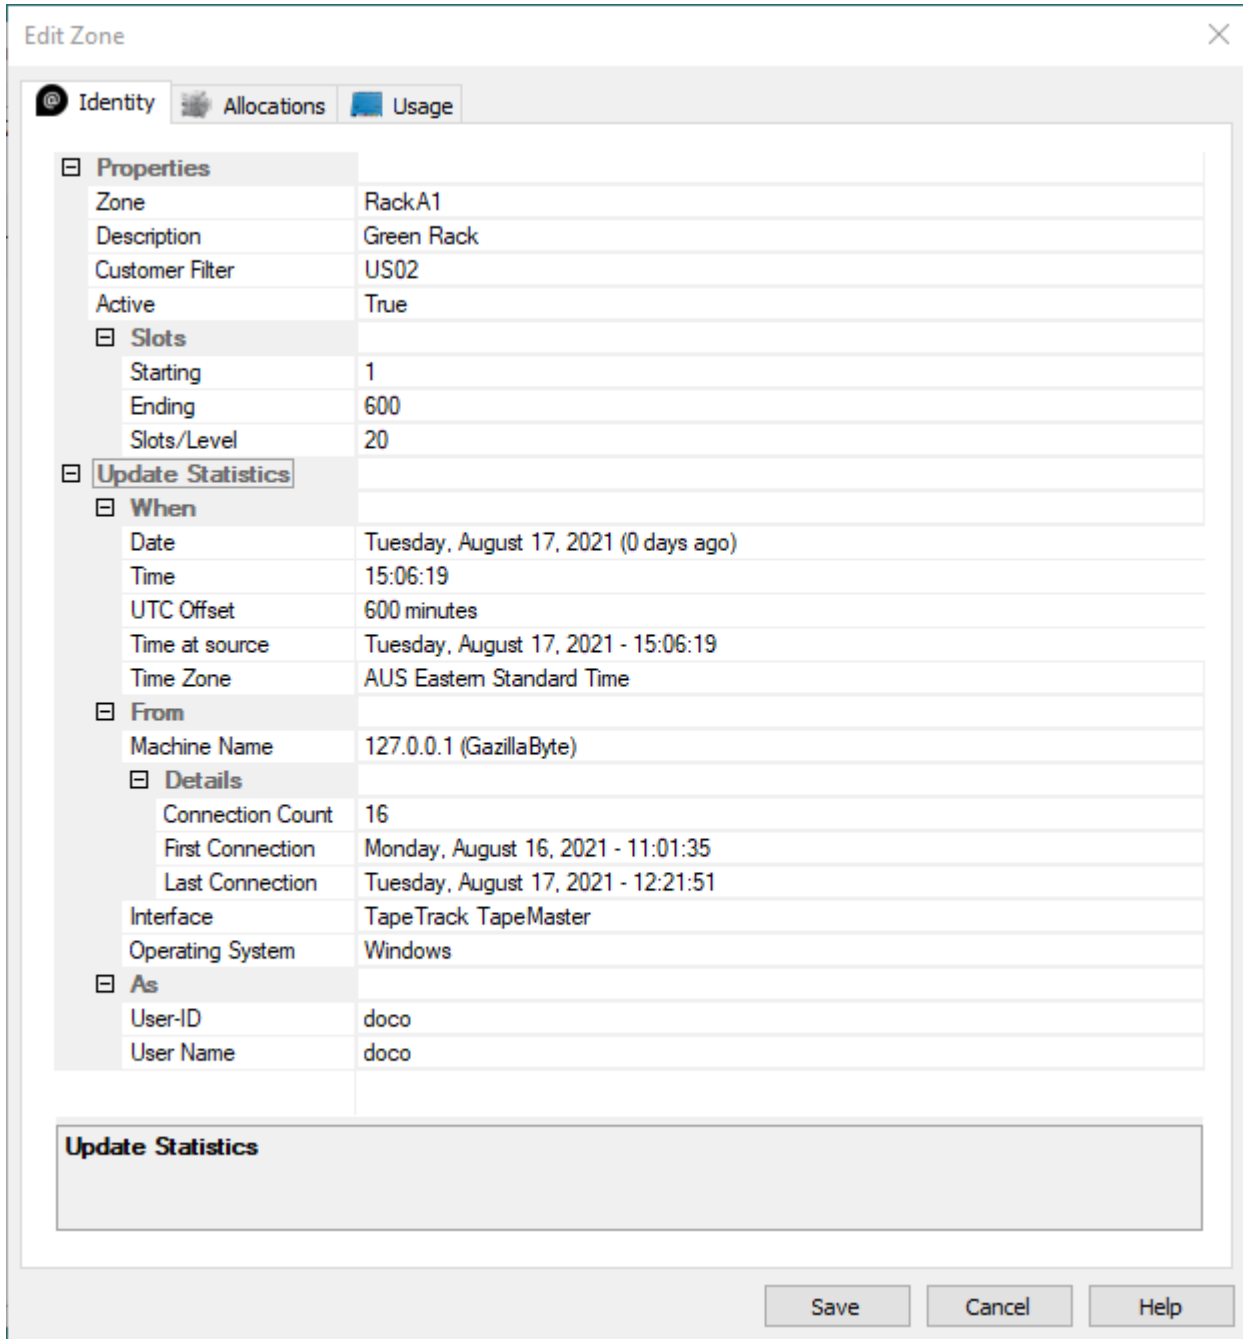 Edit Zone
Identity Allocations Usage
Properties
Zone RackA1
Description Green Rack
Customer Filter US02
Active True
Slots
Starting 1
Ending 600
Slots/Level 20
Update Statistics
When
Date Tuesday, August 17, 2021 (0 days ago)
Time 15:06:19
UTC Offset 600 minutes
Time at source Tuesday, August 17, 2021 - 15:06:19
Time Zone AUS Eastern Standard Time
From
Machine Name 127.0.0.1 (GazillaByte)
Details
Connection Count 16
First Connection Monday, August 16, 2021 - 11:01:35
Last Connection Tuesday, August 17, 2021 - 12:21:51
Interface TapeTrack TapeMaster
Operating System Windows
As
User-ID doco
User Name doco
Update Statistics
Save Cancel Help